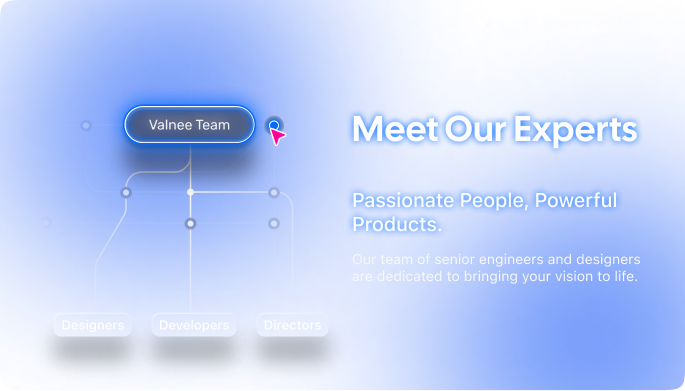 Valnee Team
Meet Our Experts
Passionate People, Powerful
Products.
Our team of senior engineers and designers
are dedicated to bringing your vision to life.
Designers
Developers
Directors